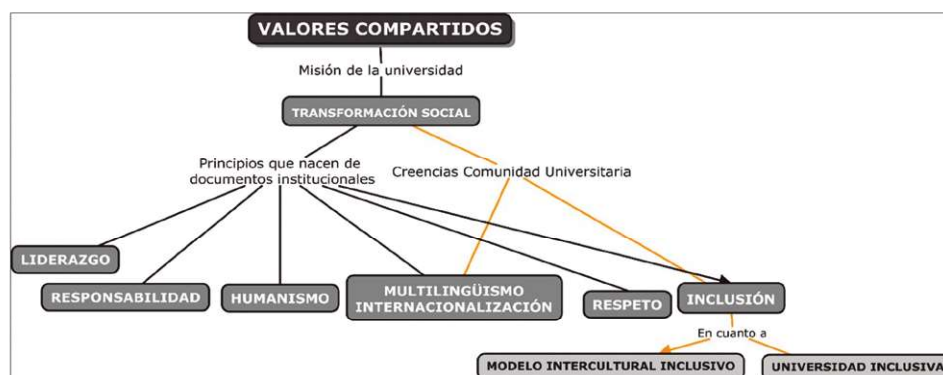 VALORES COMPARTIDOS
Misión de la universidad
TRANSFORMACIÓN SOCIAL
Principios que nacen de
documentos institucionales
Creencias Comunidad Universitaria
LIDERAZGO
RESPONSABILIDAD
HUMANISMO
MULTILINGÜISMO
INTERNACIONALIZACIÓN
RESPETO
INCLUSIÓN
En cuanto a
MODELO INTERCULTURAL INCLUSIVO
UNIVERSIDAD INCLUSIVA